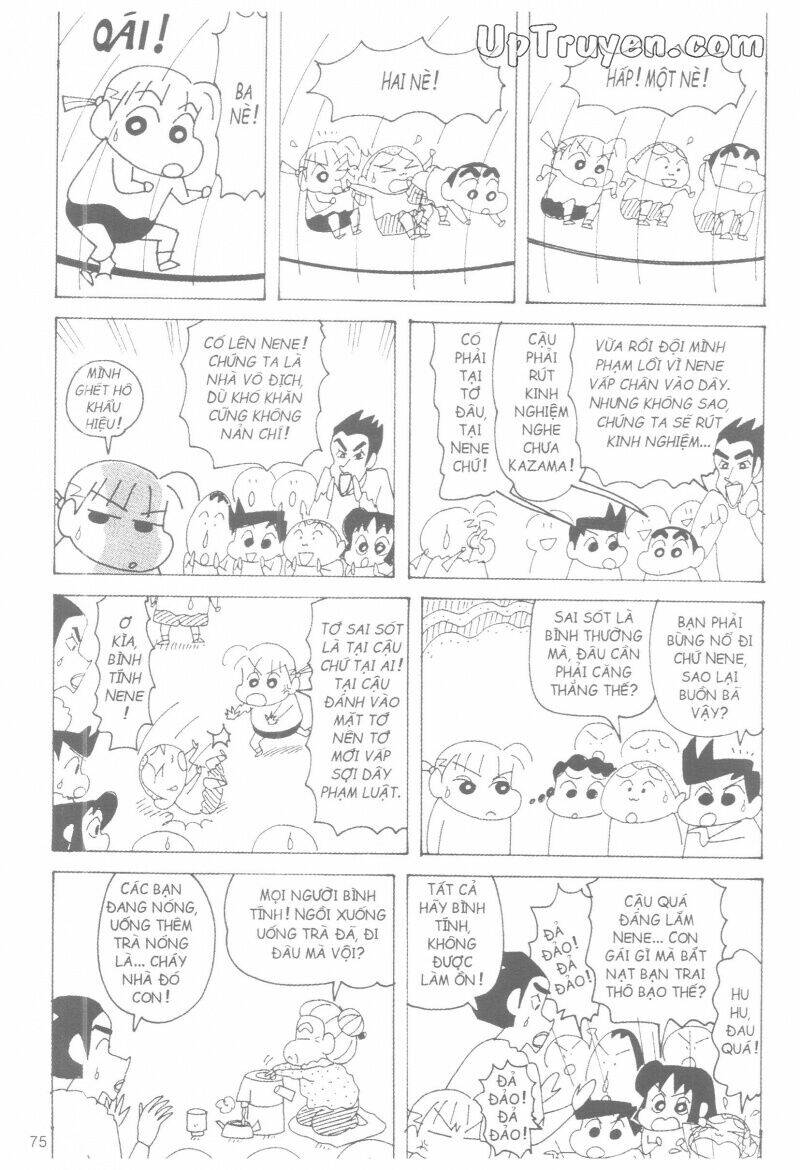 UpTruyen.com
HẤP! MỘT NÈ!
HAI NÈ!
BA
NÈ!
OÁI!
VỪA RỒI ĐỘI MÌNH
PHẠM LỖI VÌ NENE
VẤP CHÂN VÀO DÂY.
NHƯNG KHÔNG SAO,
CHÚNG TA SẼ RÚT
KINH NGHIỆM...
CẬU
PHẢI
RÚT
KINH
NGHIỆM
NGHE
CHƯA
KAZAMA!
CÓ
PHẢI
TẠI
TỚ
ĐÂU,
TẠI
NENE
CHỨ!
CỐ LÊN NENE!
CHÚNG TA LÀ
NHÀ VÔ ĐỊCH,
DÙ KHÓ KHĂN
CŨNG KHÔNG
NẢN CHÍ!
MÌNH
GHÉT HÔ
KHẨU
HIỆU!
BẠN PHẢI
BÙNG NỔ ĐI
CHỨ NENE,
SAO LẠI
BUỒN BÃ
VẬY?
SAI SÓT LÀ
BÌNH THƯỜNG
MÀ, ĐÂU CẦN
PHẢI CĂNG
THẲNG THẾ?
TỚ SAI SÓT
LÀ TẠI CẬU
CHỨ TẠI AI!
TẠI CẬU
ĐÁNH VÀO
MẶT TỚ
NÊN TỚ
MỚI VẤP
SỢI DÂY
PHẠM LUẬT.
Ơ
KÌA,
BÌNH
TĨNH
NENE
!
CẬU QUÁ
ĐÁNG LẮM
NENE... CON
GÁI GÌ MÀ BẮT
NẠT BẠN TRAI
THÔ BẠO THẾ?
HU
HU,
ĐAU
QUÁ!
ĐẢ
ĐẢO!
ĐẢ
ĐẢO!
TẤT CẢ
HÃY BÌNH
TĨNH,
KHÔNG
ĐƯỢC
LÀM ỒN!
ĐẢ
ĐẢO!
ĐẢ
ĐẢO!
MỌI NGƯỜI BÌNH
TĨNH! NGỒI XUỐNG
UỐNG TRÀ ĐÃ, ĐI
ĐÂU MÀ VỘI?
CÁC BẠN
ĐANG NÓNG,
UỐNG THÊM
TRÀ NÓNG
LÀ... CHÁY
NHÀ ĐÓ
CON!
75